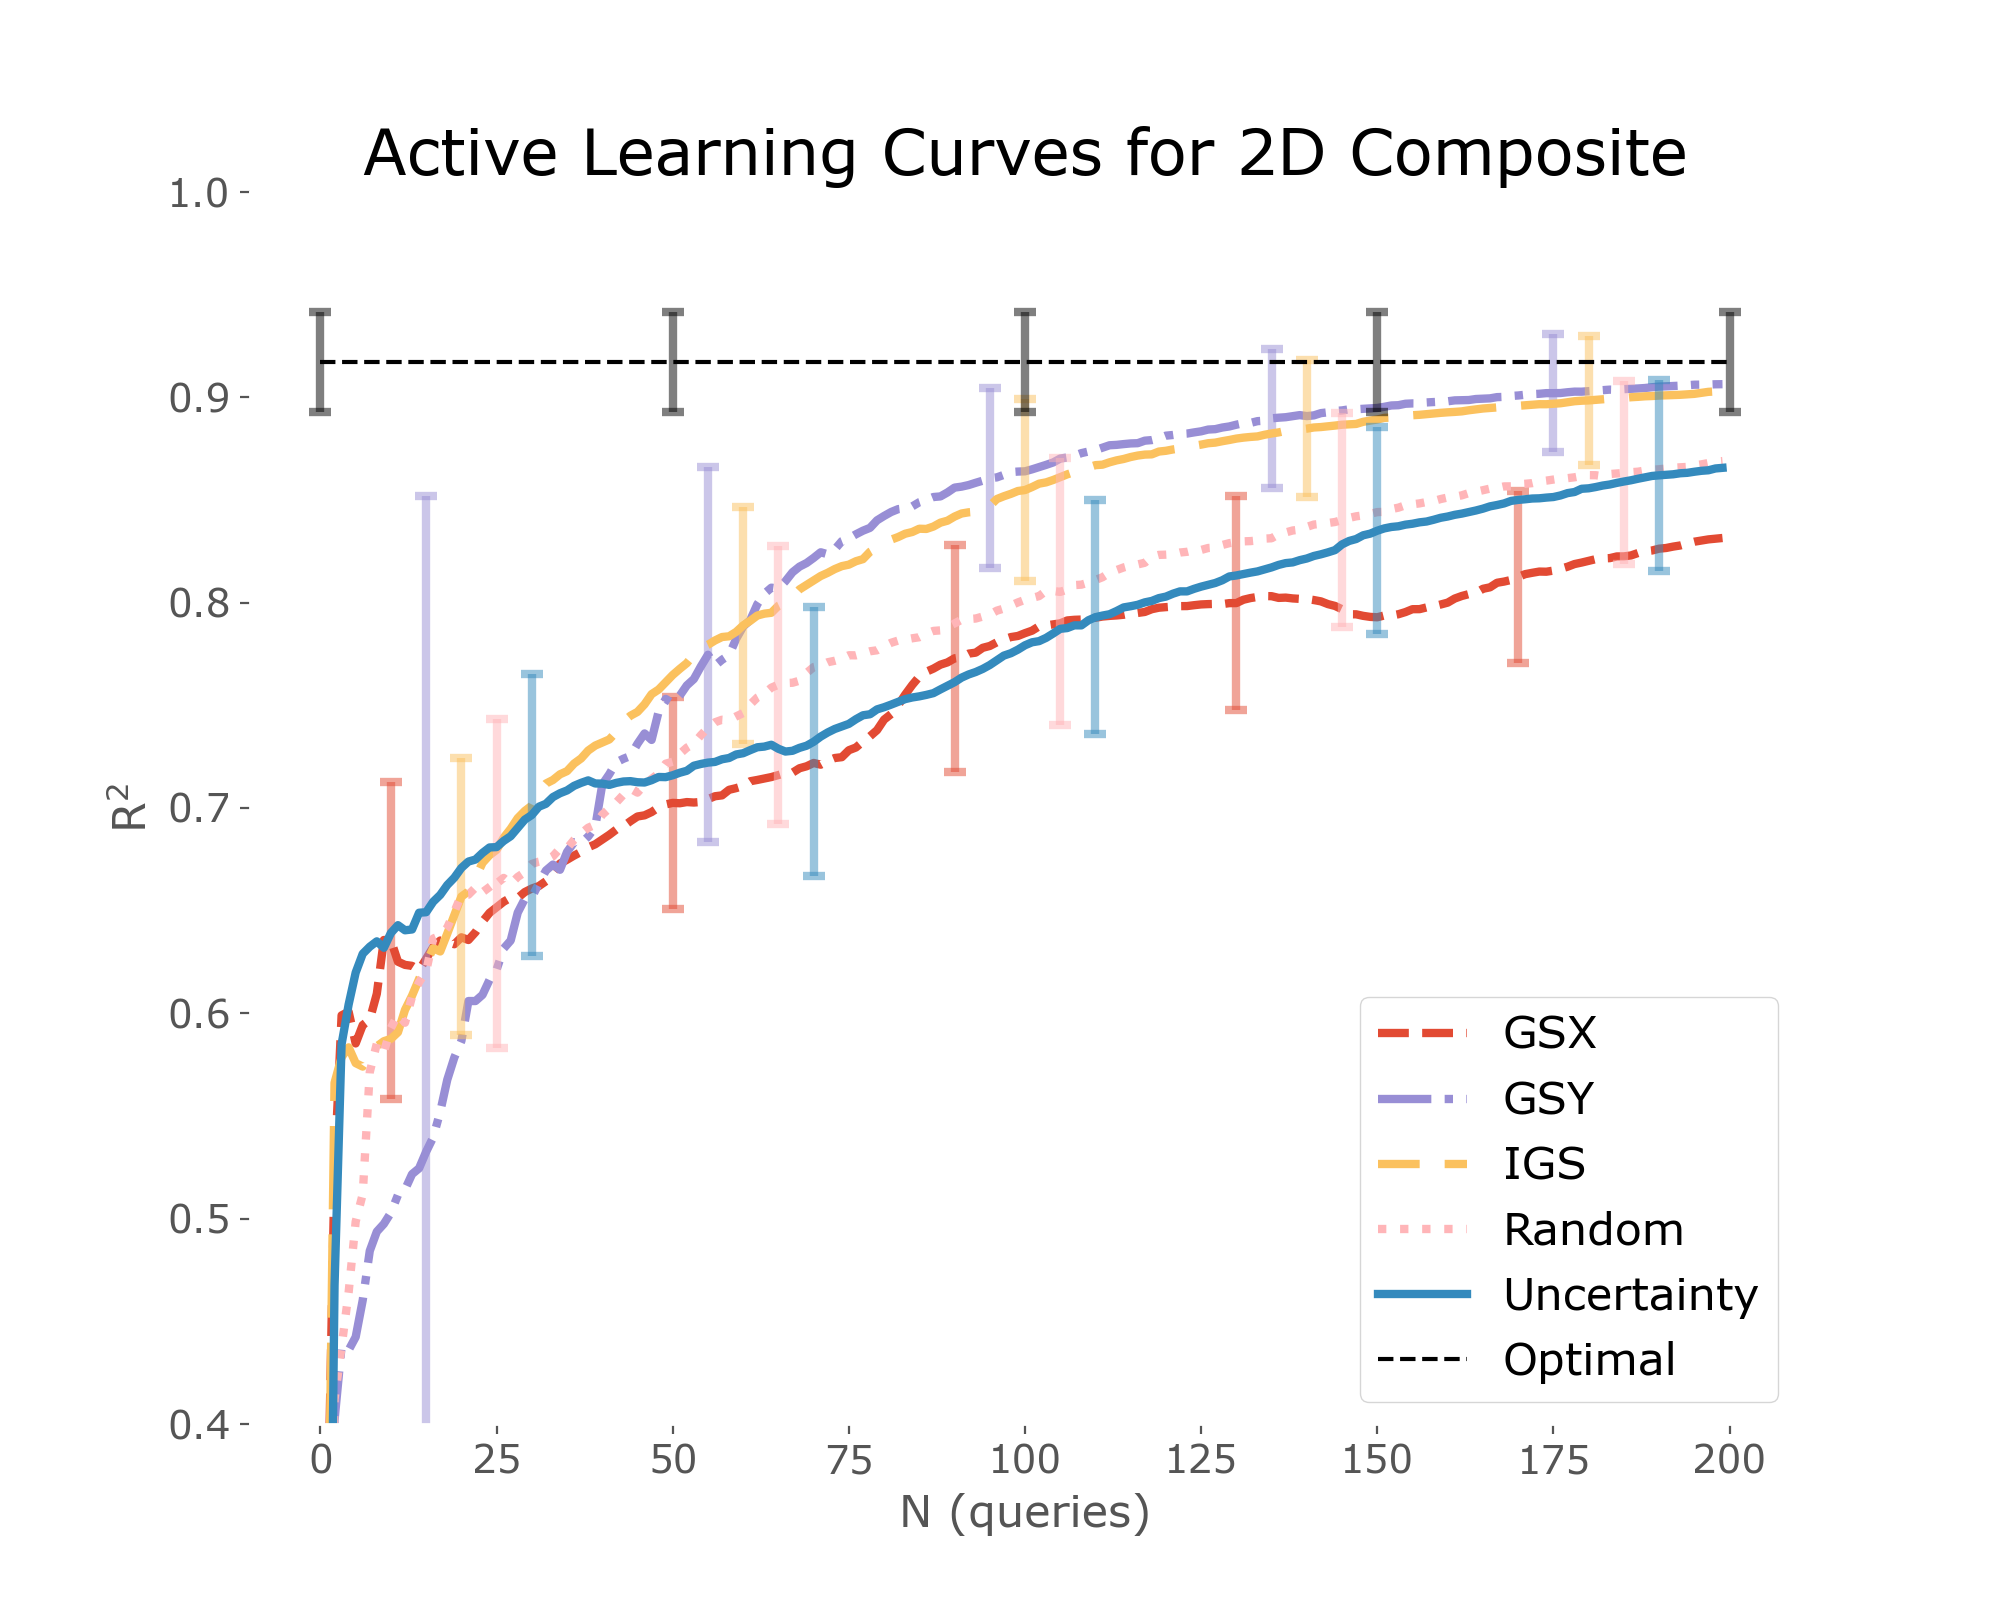 Active Learning Curves for 2D Composite
1.0
0.9
0.8
0.7
0.6
0.5
0.4
R²
0 25 50 75 100 125 150 175 200
N (queries)
GSX
GSY
IGS
Random
Uncertainty
Optimal